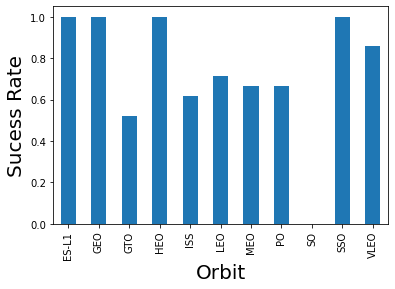 1.0
0.8
0.6
0.4
0.2
0.0
Sucess Rate
ES-L1
GEO
GTO
HEO
ISS
LEO
MEO
PO
SO
SSO
VLEO
Orbit